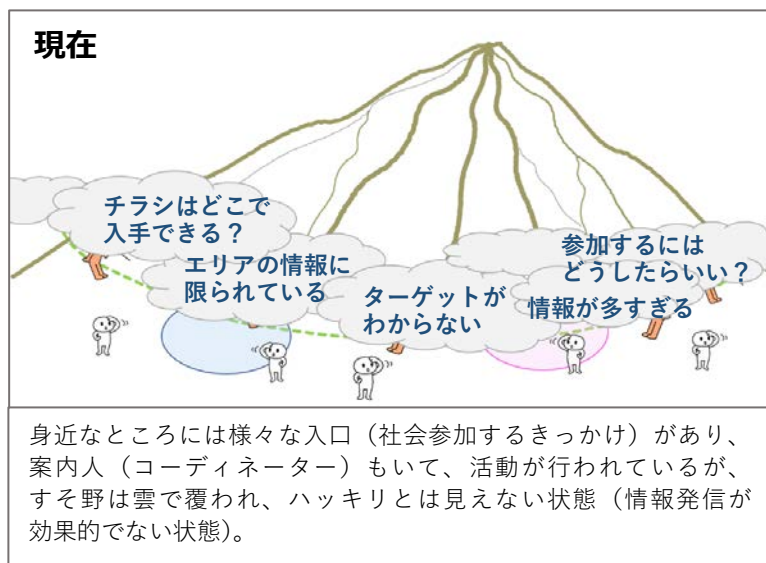 現在
チラシはどこで
入手できる？
エリアの情報に
限られている
ターゲットが
わからない
参加するには
どうしたらいい？
情報が多すぎる
身近なところには様々な入口（社会参加するきっかけ）があり、
案内人（コーディネーター）もいて、活動が行われているが、
すそ野は雲で覆われ、ハッキリとは見えない状態（情報発信が
効果的でない状態）。